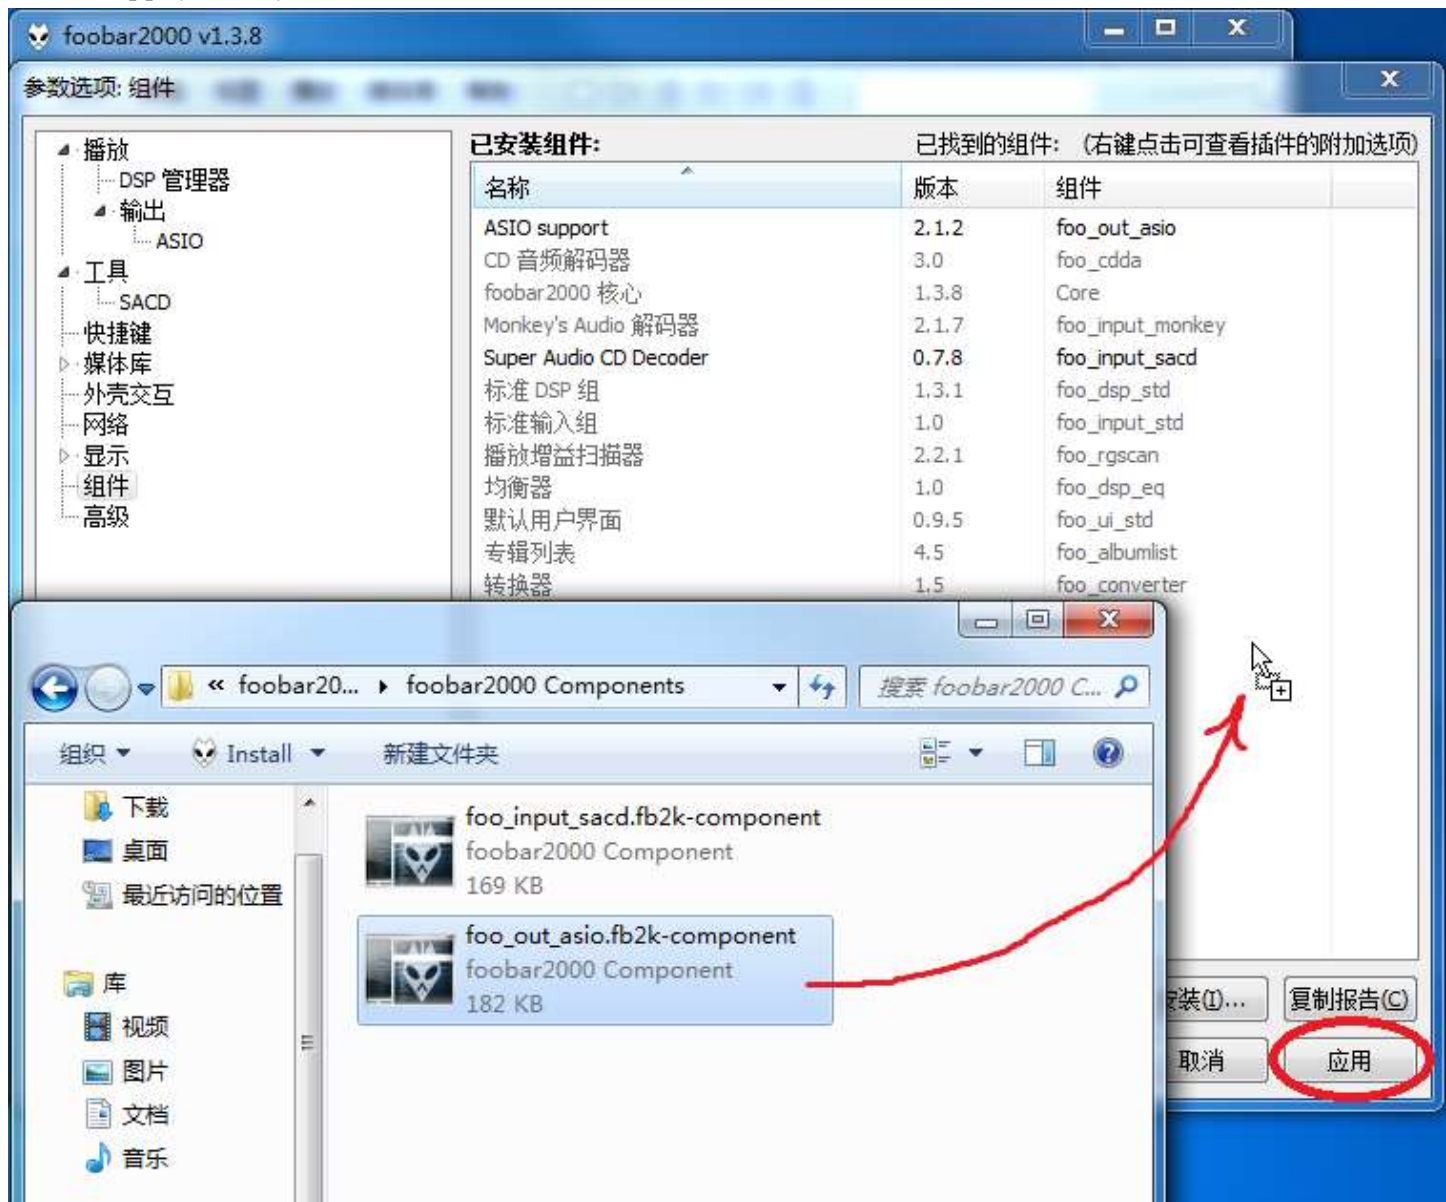 foobar2000 v1.3.8
参数选项: 组件
播放
DSP 管理器
输出
ASIO
工具
SACD
快捷键
媒体库
外壳交互
网络
显示
组件
高级
已安装组件: 已找到的组件: (右键点击可查看插件的附加选项)
名称 版本 组件
ASIO support 2.1.2 foo_out_asio
CD 音频解码器 3.0 foo_cdda
foobar2000 核心 1.3.8 Core
Monkey's Audio 解码器 2.1.7 foo_input_monkey
Super Audio CD Decoder 0.7.8 foo_input_sacd
标准 DSP 组 1.3.1 foo_dsp_std
标准输入组 1.0 foo_input_std
播放增益扫描器 2.2.1 foo_rgscan
均衡器 1.0 foo_dsp_eq
默认用户界面 0.9.5 foo_ui_std
专辑列表 4.5 foo_albumlist
转换器 1.5 foo_converter
« foobar20... foobar2000 Components 搜索 foobar2000 C...
组织 Install 新建文件夹
下载
桌面
最近访问的位置
库
视频
图片
文档
音乐
foo_input_sacd.fb2k-component
foobar2000 Component
169 KB
foo_out_asio.fb2k-component
foobar2000 Component
182 KB
装(I)... 复制报告(C)
取消 应用